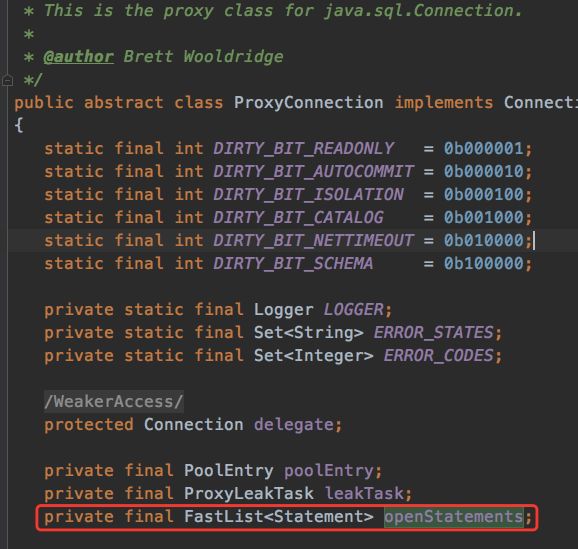 * This is the proxy class for java.sql.Connection.
*
* @author Brett Wooldridge
*/
public abstract class ProxyConnection implements Connecti
{
static final int DIRTY_BIT_READONLY   = 0b000001;
static final int DIRTY_BIT_AUTOCOMMIT = 0b000010;
static final int DIRTY_BIT_ISOLATION  = 0b000100;
static final int DIRTY_BIT_CATALOG    = 0b001000;
static final int DIRTY_BIT_NETTIMEOUT = 0b010000;
static final int DIRTY_BIT_SCHEMA     = 0b100000;
private static final Logger LOGGER;
private static final Set<String> ERROR_STATES;
private static final Set<Integer> ERROR_CODES;
/WeakerAccess/
protected Connection delegate;
private final PoolEntry poolEntry;
private final ProxyLeakTask leakTask;
private final FastList<Statement> openStatements;